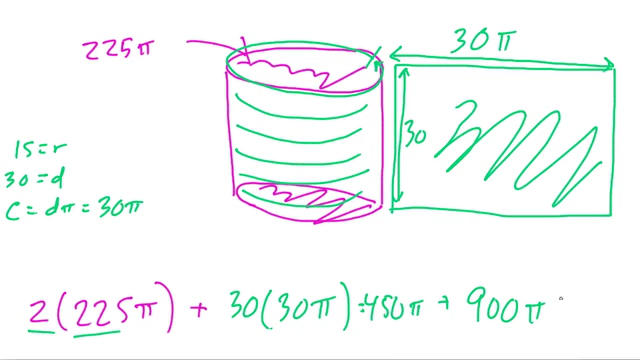 225π
30π
30
15 = r
30 = d
C = dπ = 30π
2(225π) + 30(30π) = 450π + 900π